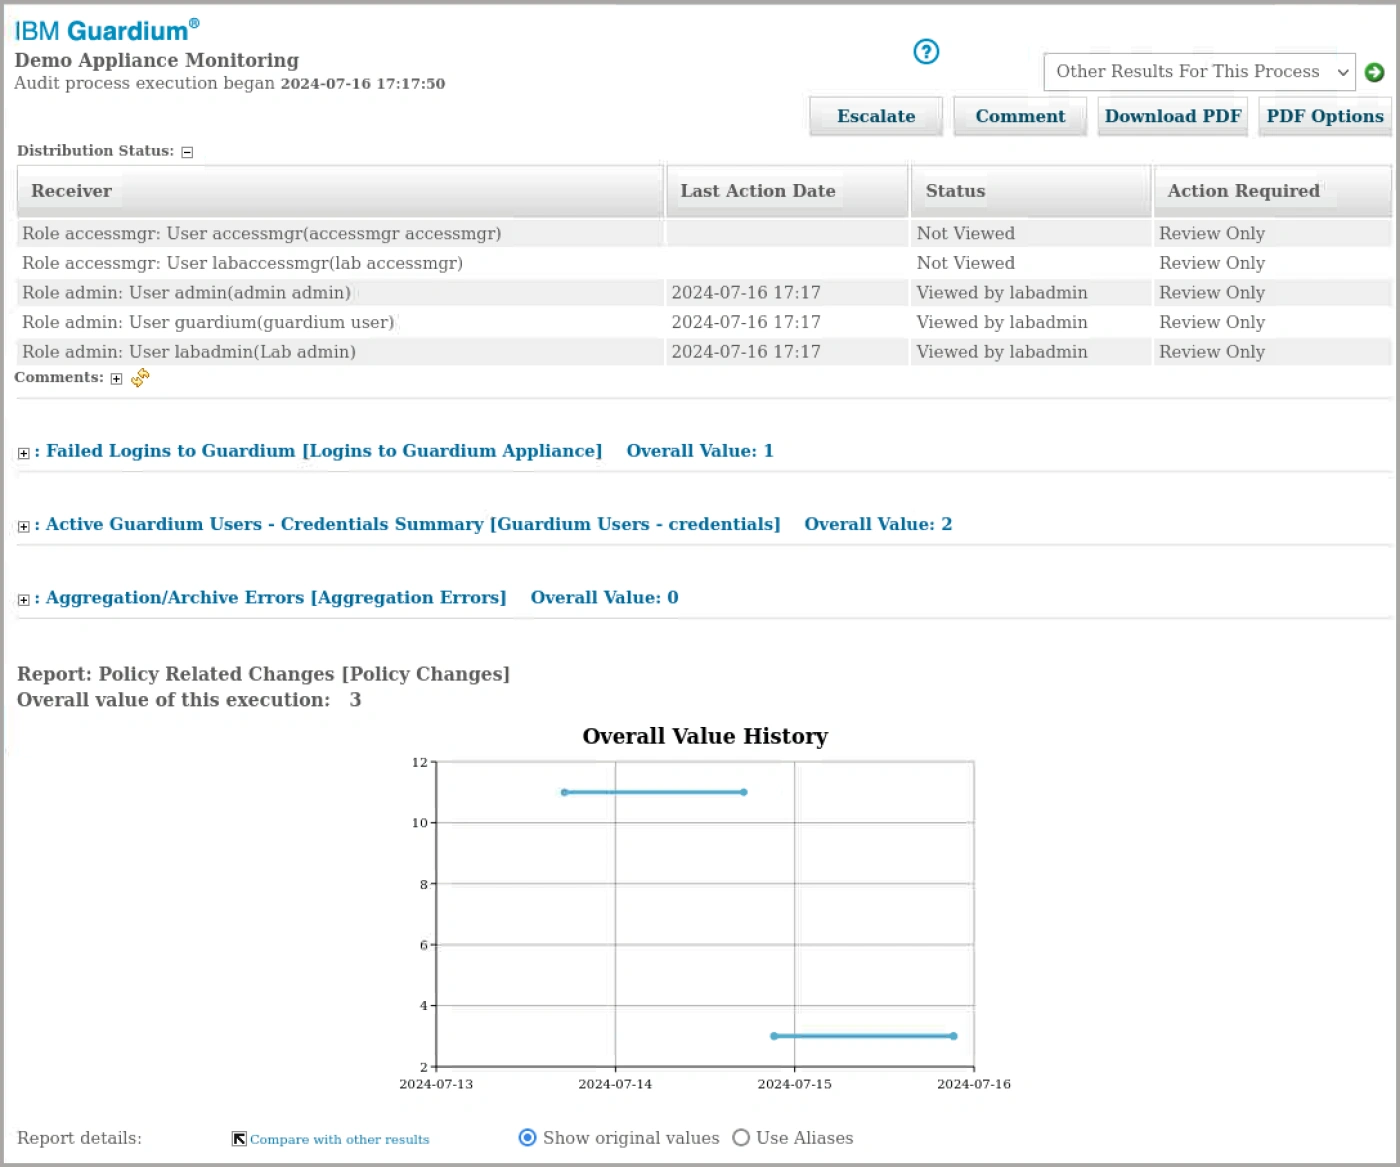 IBM Guardium®
Demo Appliance Monitoring
Audit process execution began 2024-07-16 17:17:50
?
Other Results For This Process
Escalate Comment Download PDF PDF Options
Distribution Status:
Receiver Last Action Date Status Action Required
Role accessmgr: User accessmgr(accessmgr accessmgr) Not Viewed Review Only
Role accessmgr: User labaccessmgr(lab accessmgr) Not Viewed Review Only
Role admin: User admin(admin admin) 2024-07-16 17:17 Viewed by labadmin Review Only
Role admin: User guardium(guardium user) 2024-07-16 17:17 Viewed by labadmin Review Only
Role admin: User labadmin(Lab admin) 2024-07-16 17:17 Viewed by labadmin Review Only
Comments:
: Failed Logins to Guardium [Logins to Guardium Appliance] Overall Value: 1
: Active Guardium Users - Credentials Summary [Guardium Users - credentials] Overall Value: 2
: Aggregation/Archive Errors [Aggregation Errors] Overall Value: 0
Report: Policy Related Changes [Policy Changes]
Overall value of this execution: 3
Overall Value History
12
10
8
6
4
2
2024-07-13 2024-07-14 2024-07-15 2024-07-16
Report details: Compare with other results Show original values Use Aliases